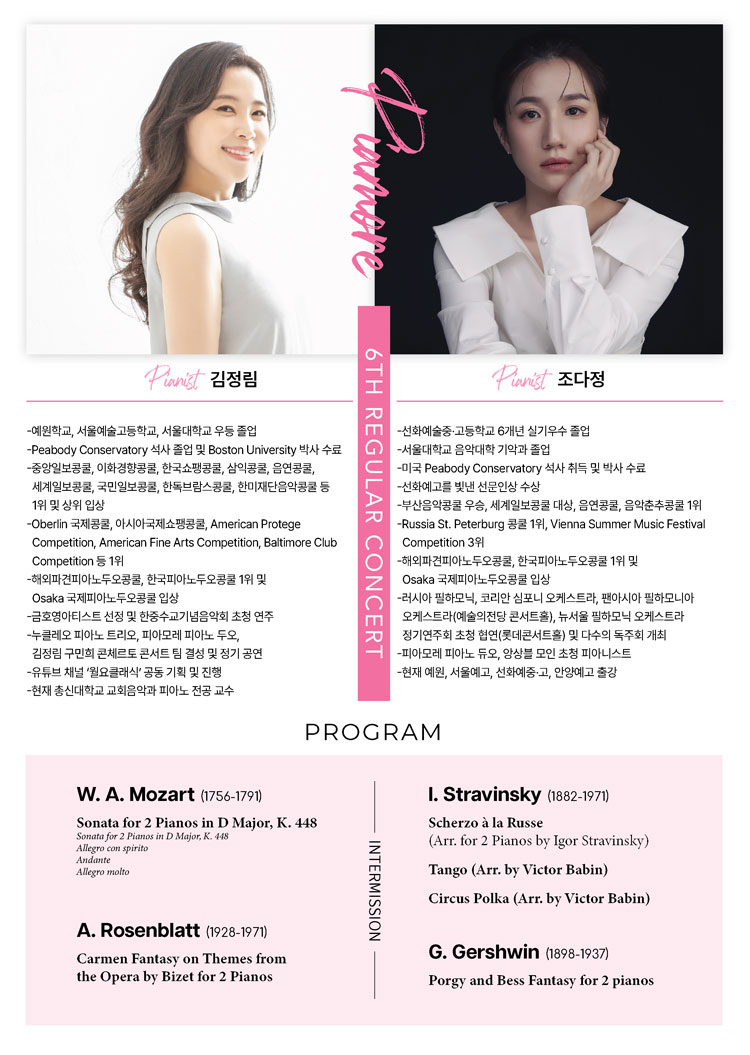 Piamore
6TH REGULAR CONCERT
Pianist 김정림
-예원학교, 서울예술고등학교, 서울대학교 우등 졸업
-Peabody Conservatory 석사 졸업 및 Boston University 박사 수료
-중앙일보콩쿨, 이화경향콩쿨, 한국쇼팽콩쿨, 삼익콩쿨, 음연콩쿨,
세계일보콩쿨, 국민일보콩쿨, 한독브람스콩쿨, 한미재단음악콩쿨 등
1위 및 상위 입상
-Oberlin 국제콩쿨, 아시아국제쇼팽콩쿨, American Protege
Competition, American Fine Arts Competition, Baltimore Club
Competition 등 1위
-해외파견피아노두오콩쿨, 한국피아노두오콩쿨 1위 및
Osaka 국제피아노두오콩쿨 입상
-금호영아티스트 선정 및 한중수교기념음악회 초청 연주
-누클레오 피아노 트리오, 피아모레 피아노 듀오,
김정림 구민희 콘체르토 콘서트 팀 결성 및 정기 공연
-유튜브 채널 ‘월요클래식’ 공동 기획 및 진행
-현재 총신대학교 교회음악과 피아노 전공 교수
Pianist 조다정
-선화예술중·고등학교 6개년 실기우수 졸업
-서울대학교 음악대학 기악과 졸업
-미국 Peabody Conservatory 석사 취득 및 박사 수료
-선화예고를 빛낸 선문인상 수상
-부산음악콩쿨 우승, 세계일보콩쿨 대상, 음연콩쿨, 음악춘추콩쿨 1위
-Russia St. Peterburg 콩쿨 1위, Vienna Summer Music Festival
Competition 3위
-해외파견피아노두오콩쿨, 한국피아노두오콩쿨 1위 및
Osaka 국제피아노두오콩쿨 입상
-러시아 필하모닉, 코리안 심포니 오케스트라, 팬아시아 필하모니아
오케스트라(예술의전당 콘서트홀), 뉴서울 필하모닉 오케스트라
정기연주회 초청 협연(롯데콘서트홀) 및 다수의 독주회 개최
-피아모레 피아노 듀오, 앙상블 모인 초청 피아니스트
-현재 예원, 서울예고, 선화예중·고, 안양예고 출강
PROGRAM
W. A. Mozart (1756-1791)
Sonata for 2 Pianos in D Major, K. 448
Sonata for 2 Pianos in D Major, K. 448
Allegro con spirito
Andante
Allegro molto
A. Rosenblatt (1928-1971)
Carmen Fantasy on Themes from
the Opera by Bizet for 2 Pianos
INTERMISSION
I. Stravinsky (1882-1971)
Scherzo à la Russe
(Arr. for 2 Pianos by Igor Stravinsky)
Tango (Arr. by Victor Babin)
Circus Polka (Arr. by Victor Babin)
G. Gershwin (1898-1937)
Porgy and Bess Fantasy for 2 pianos